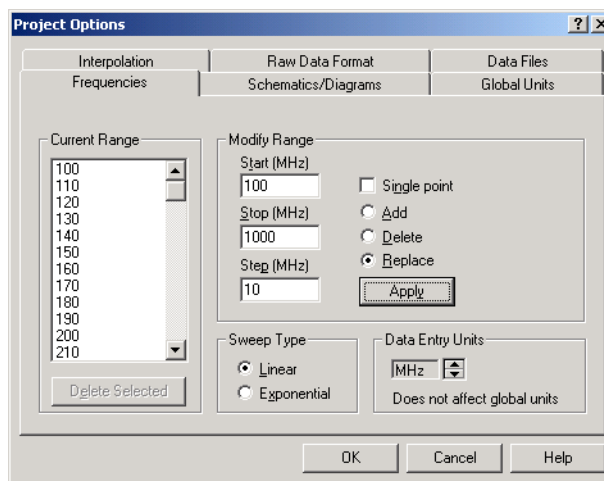 Project Options
Interpolation
Raw Data Format
Data Files
Frequencies
Schematics/Diagrams
Global Units
Current Range
100
110
120
130
140
150
160
170
180
190
200
210
Delete Selected
Modify Range
Start (MHz)
100
Stop (MHz)
1000
Step (MHz)
10
Single point
Add
Delete
Replace
Apply
Sweep Type
Linear
Exponential
Data Entry Units
MHz
Does not affect global units
OK
Cancel
Help